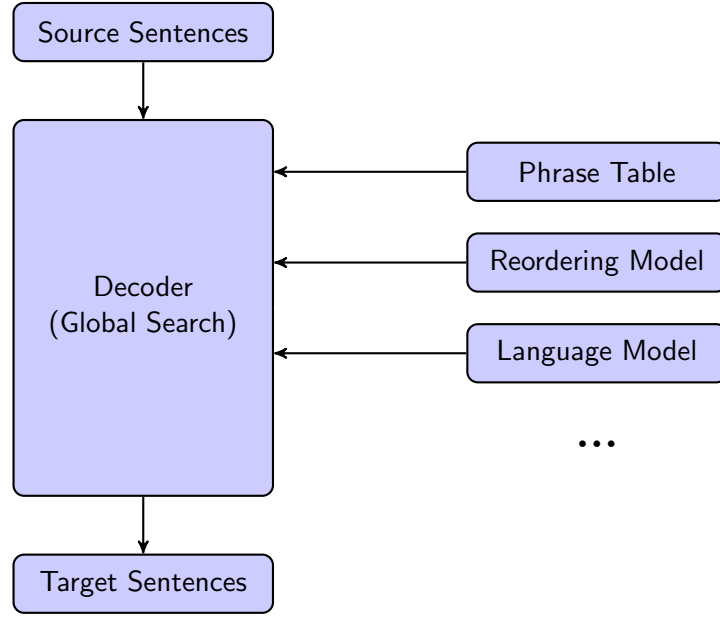 Source Sentences
Phrase Table
Reordering Model
Decoder
(Global Search)
Language Model
...
Target Sentences